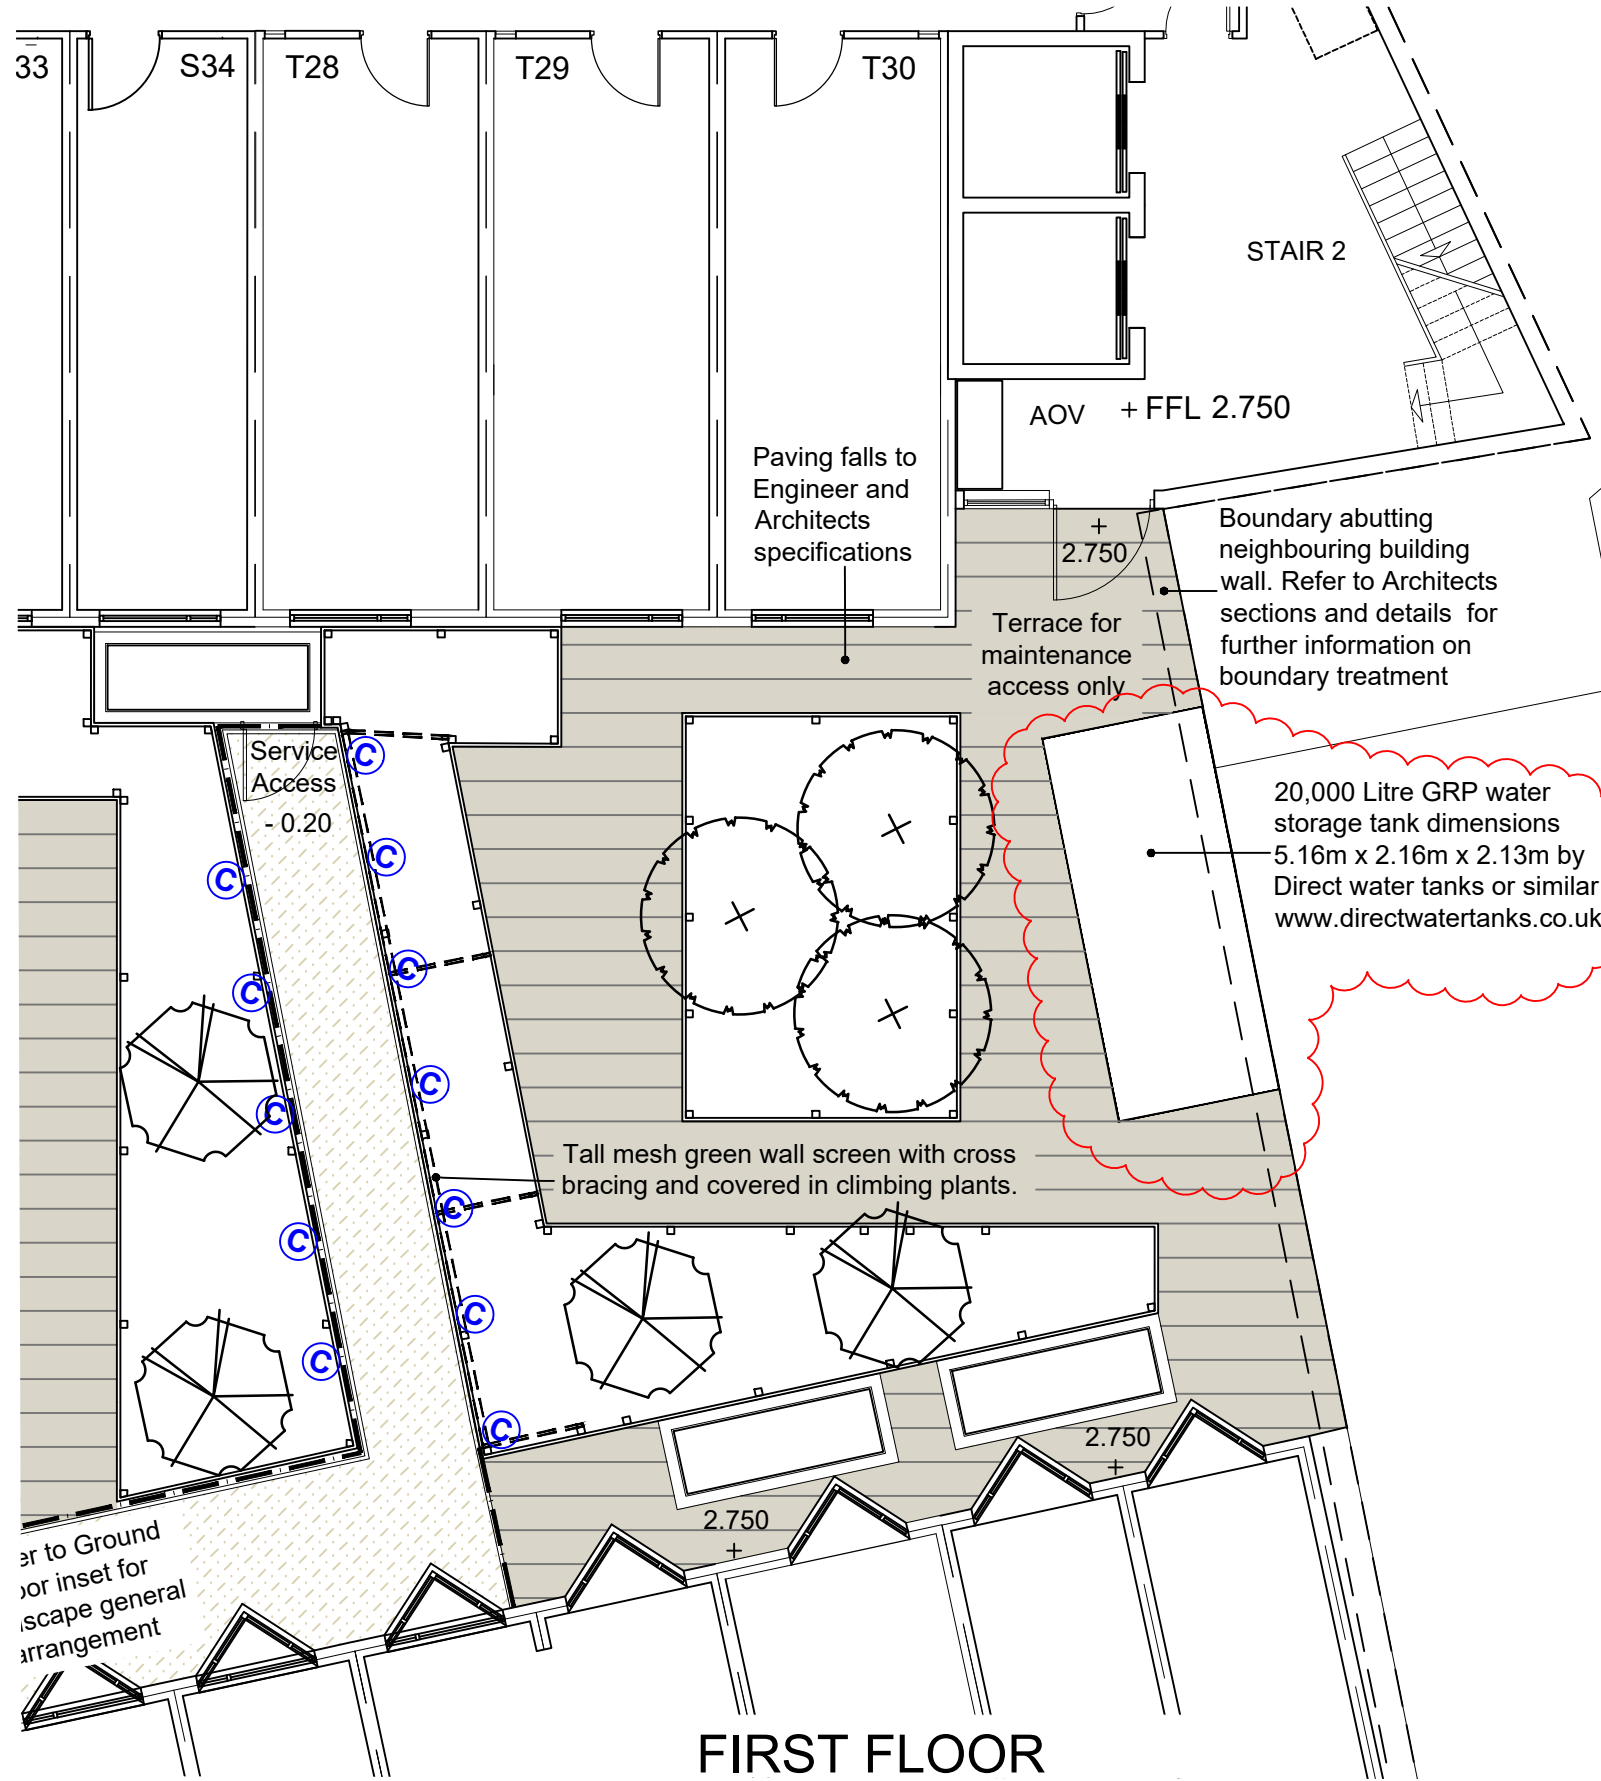 33
S34
T28
T29
T30
STAIR 2
AOV
+ FFL 2.750
Paving falls to
Engineer and
Architects
specifications
+
2.750
Boundary abutting
neighbouring building
wall. Refer to Architects
sections and details for
further information on
boundary treatment
Terrace for
maintenance
access only
Service
Access
- 0.20
20,000 Litre GRP water
storage tank dimensions
5.16m x 2.16m x 2.13m by
Direct water tanks or similar
www.directwatertanks.co.uk
C
C
C
C
C
C
C
C
C
C
C
C
Tall mesh green wall screen with cross
bracing and covered in climbing plants.
2.750
+
2.750
+
er to Ground
oor inset for
scape general
arrangement
FIRST FLOOR